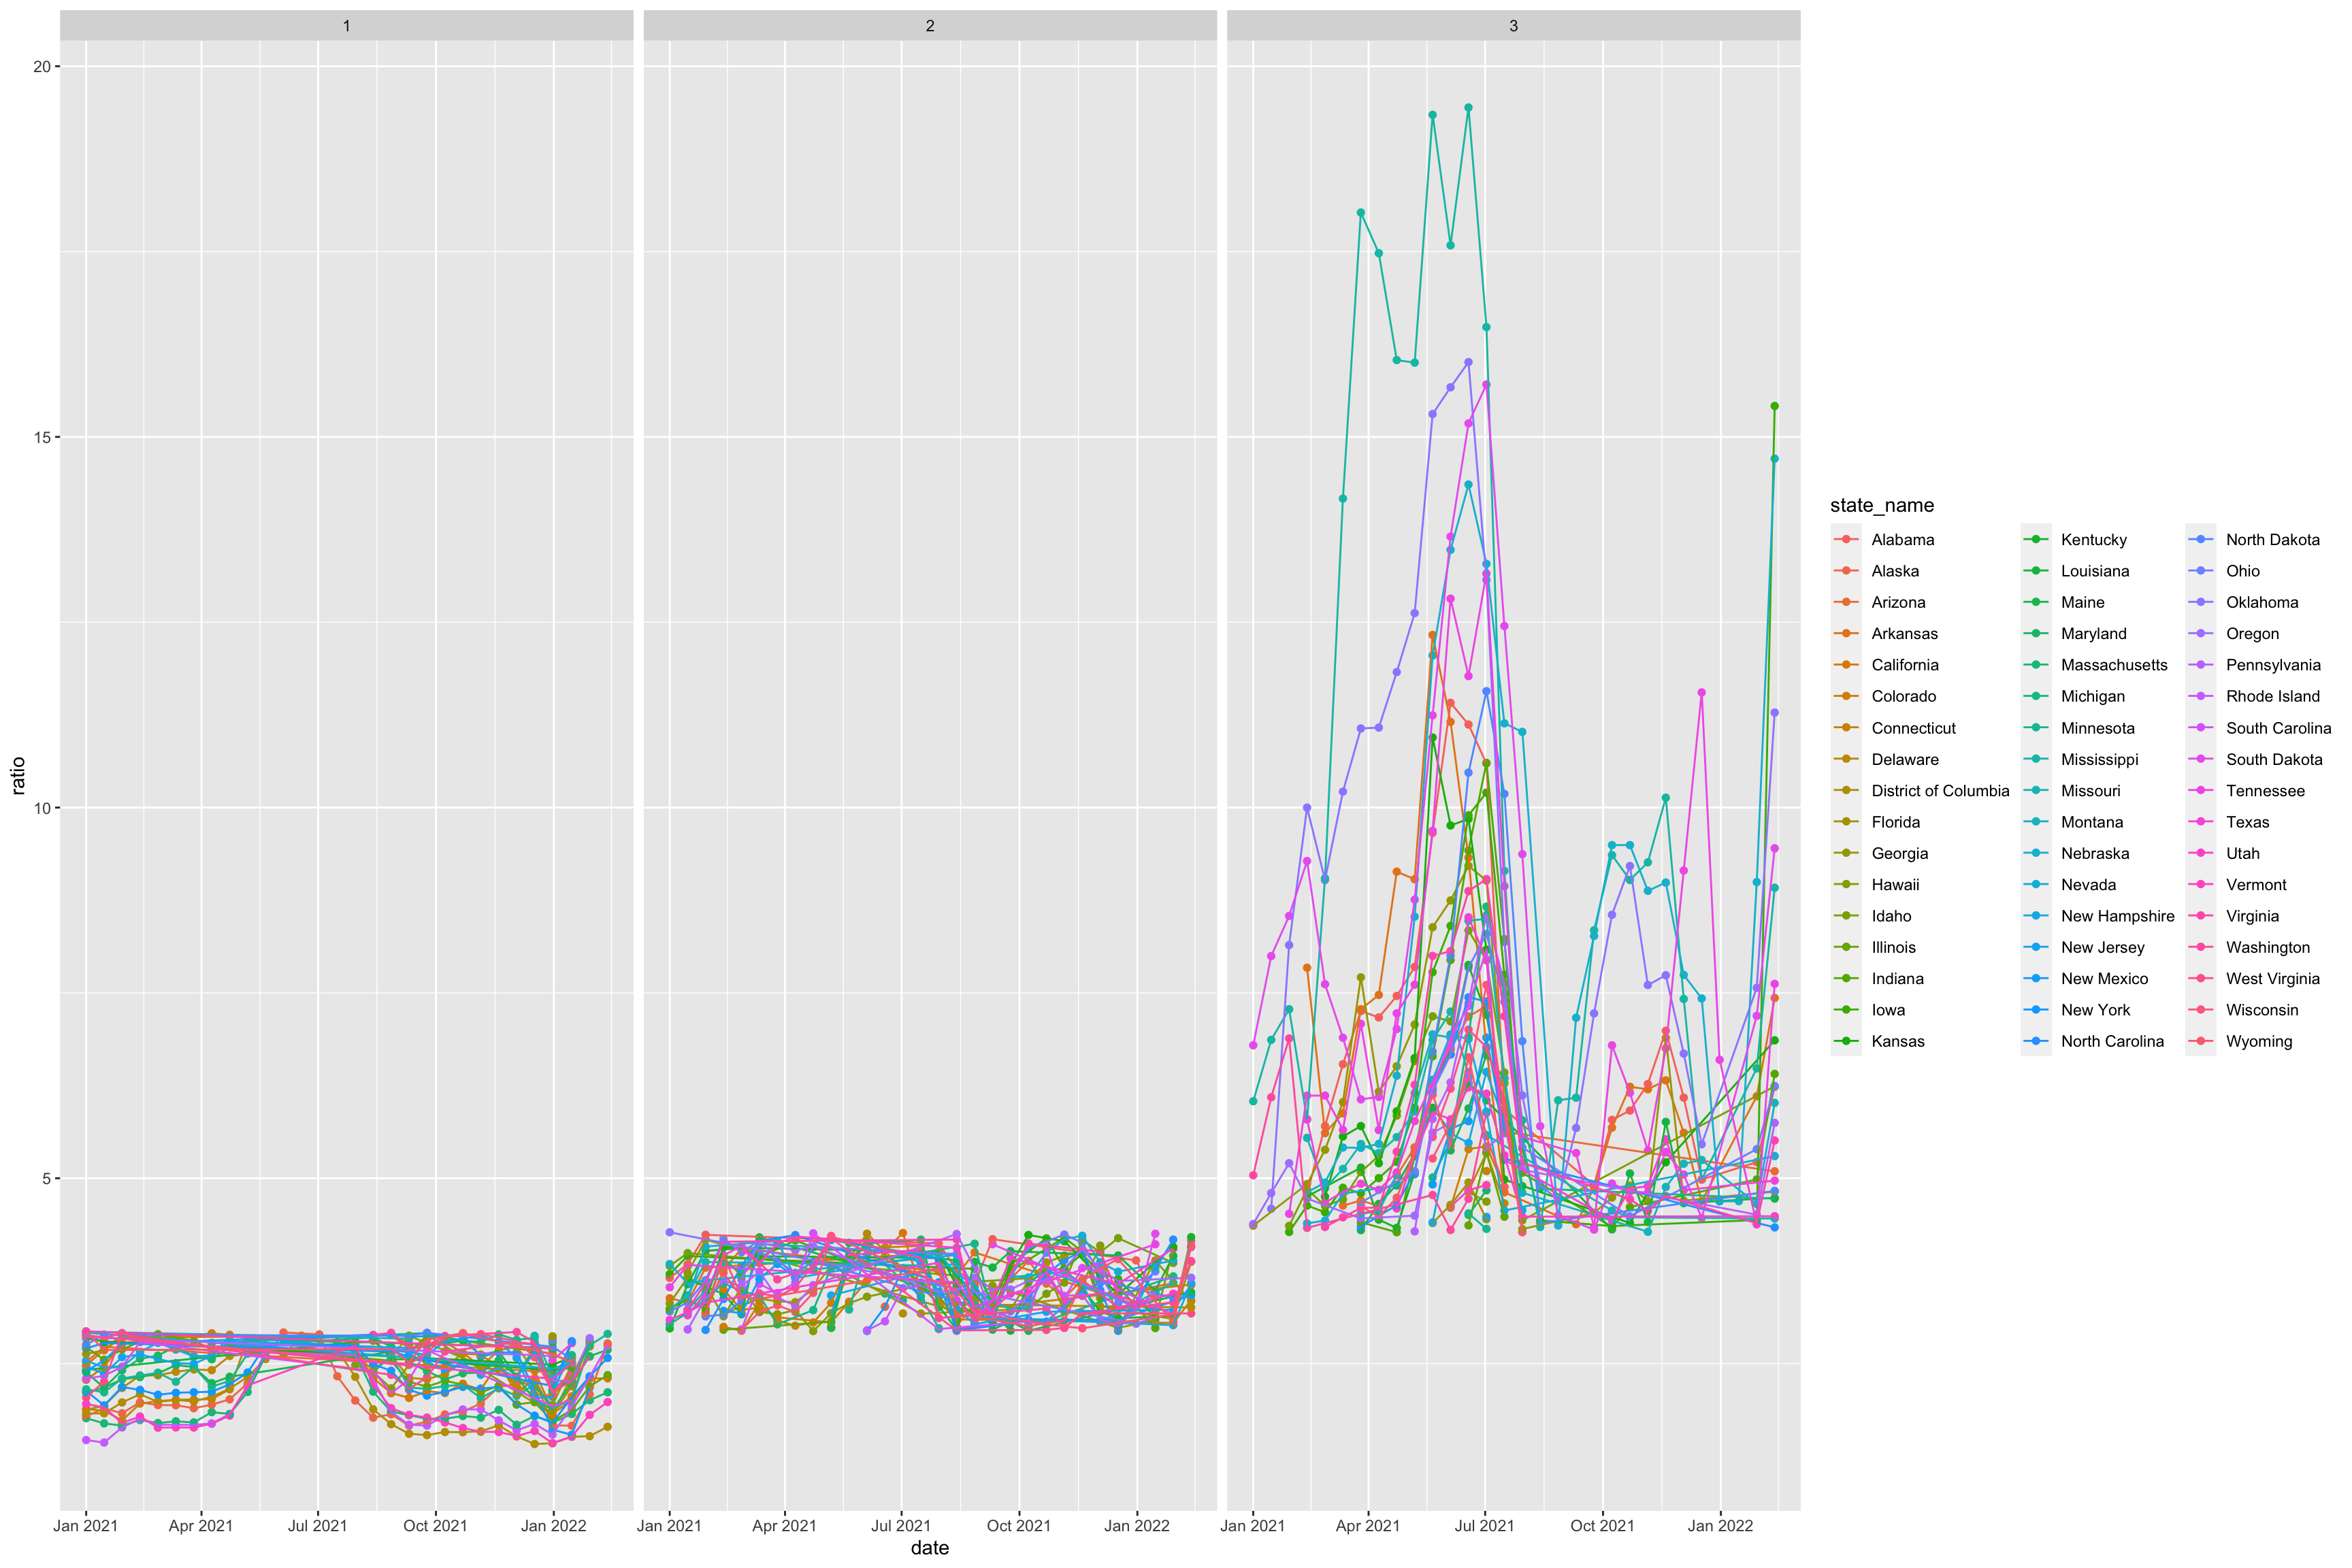 1 2 3
20
15
10
5
ratio
Jan 2021 Apr 2021 Jul 2021 Oct 2021 Jan 2022 Jan 2021 Apr 2021 Jul 2021 Oct 2021 Jan 2022 Jan 2021 Apr 2021 Jul 2021 Oct 2021 Jan 2022
date
state_name
Alabama Kentucky North Dakota
Alaska Louisiana Ohio
Arizona Maine Oklahoma
Arkansas Maryland Oregon
California Massachusetts Pennsylvania
Colorado Michigan Rhode Island
Connecticut Minnesota South Carolina
Delaware Mississippi South Dakota
District of Columbia Missouri Tennessee
Florida Montana Texas
Georgia Nebraska Utah
Hawaii Nevada Vermont
Idaho New Hampshire Virginia
Illinois New Jersey Washington
Indiana New Mexico West Virginia
Iowa New York Wisconsin
Kansas North Carolina Wyoming